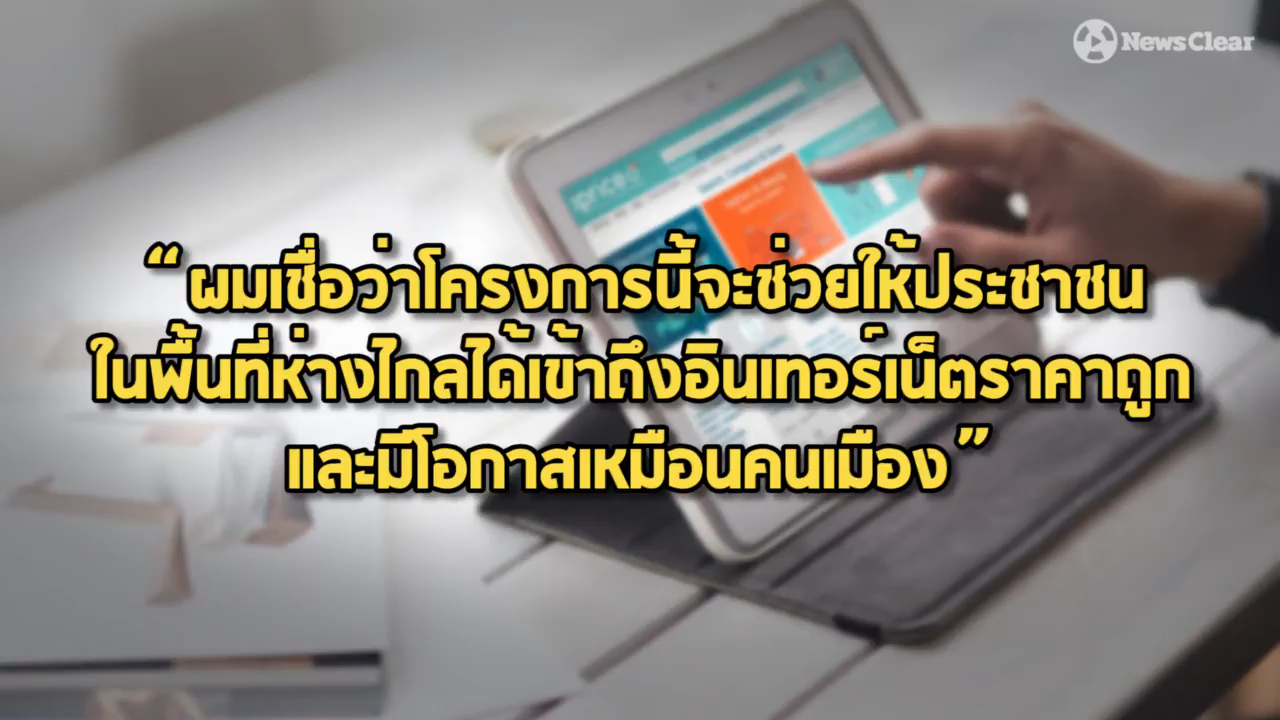 NewsClear
iprice
“ ผมเชื่อว่าโครงการนี้จะช่วยให้ประชาชน
ในพื้นที่ห่างไกลได้เข้าถึงอินเทอร์เน็ตราคาถูก
และมีโอกาสเหมือนคนเมือง ”